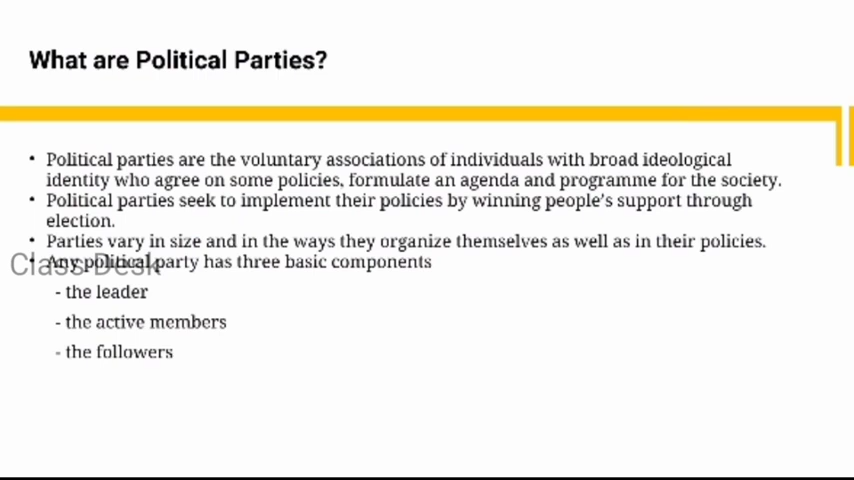 What are Political Parties?
• Political parties are the voluntary associations of individuals with broad ideological
identity who agree on some policies, formulate an agenda and programme for the society.
• Political parties seek to implement their policies by winning people's support through
election.
• Parties vary in size and in the ways they organize themselves as well as in their policies.
• Any political party has three basic components
Class Desk
- the leader
- the active members
- the followers